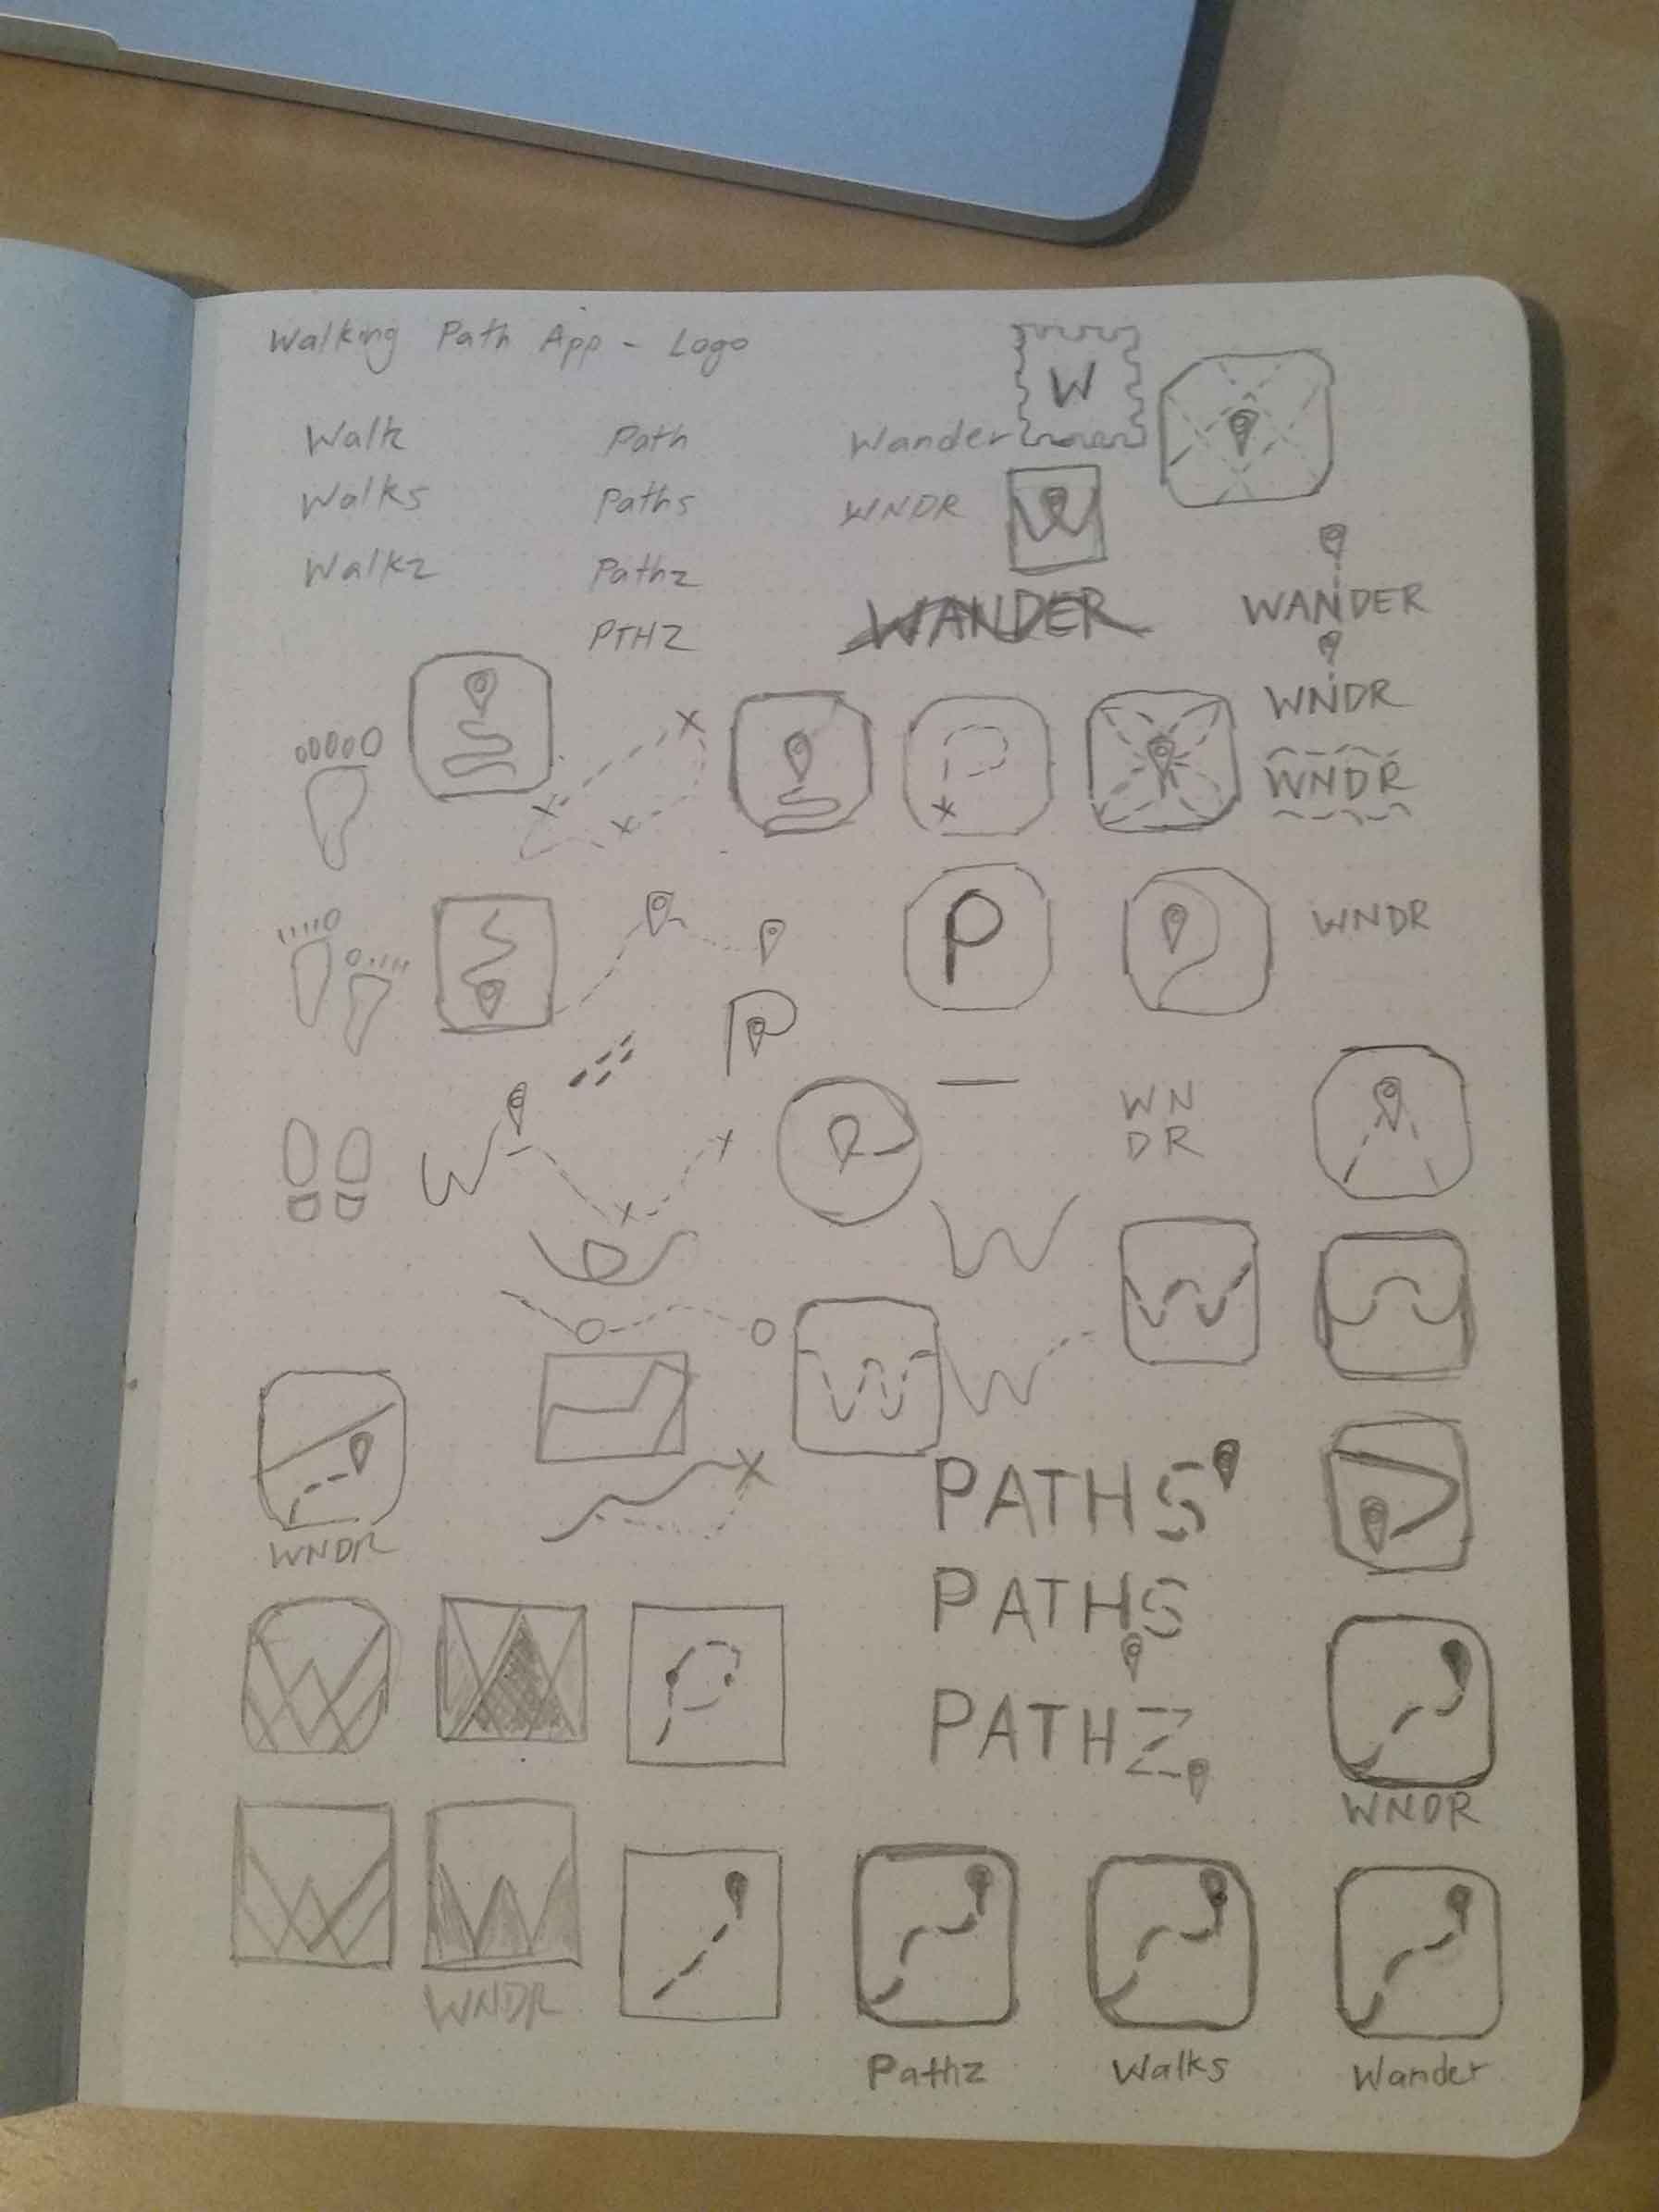 Walking Path App - Logo
W
Walk Path Wander
Walks Paths WNDR
W
Walkz Pathz
WANDER WANDER
PTHZ
WNDR
P
WNDR
P
WNDR
P
W
WN
DR
W
W
W
W
PATHS
WNDR
PATHS
P
PATHZ
WNDR
WNDR
Pathz Walks Wander